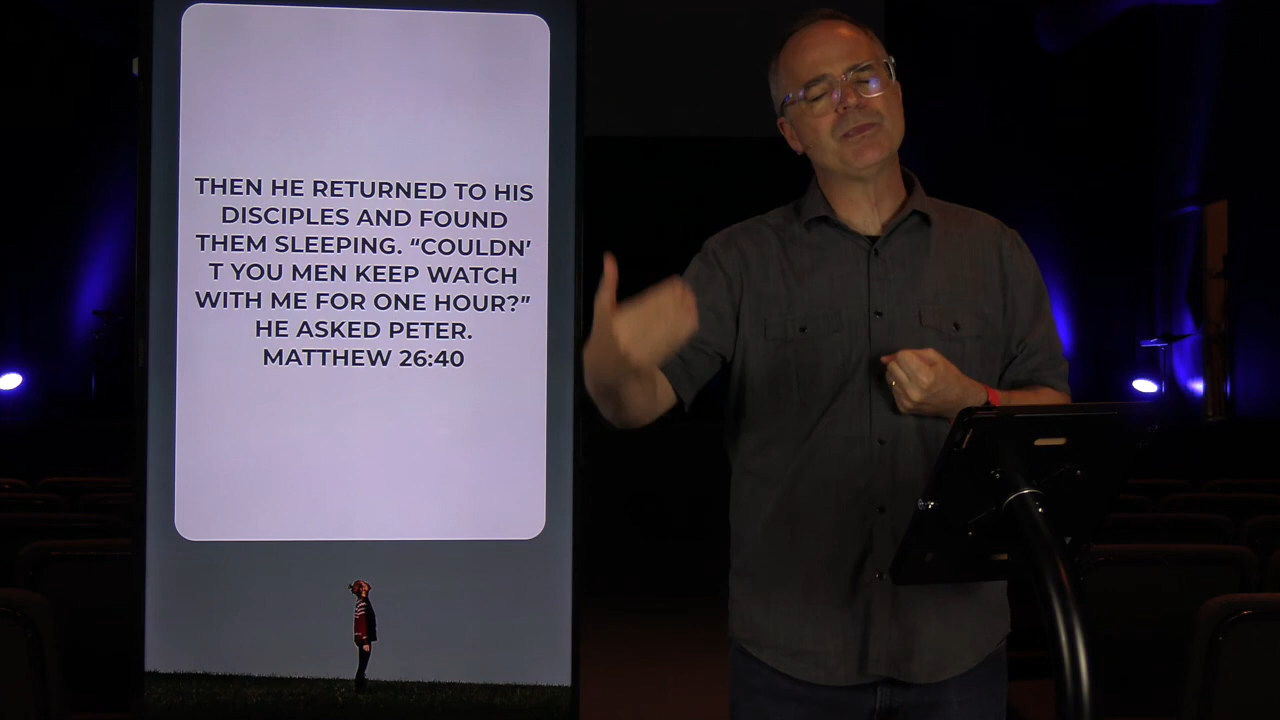 THEN HE RETURNED TO HIS
DISCIPLES AND FOUND
THEM SLEEPING. “COULDN’
T YOU MEN KEEP WATCH
WITH ME FOR ONE HOUR?”
HE ASKED PETER.
MATTHEW 26:40